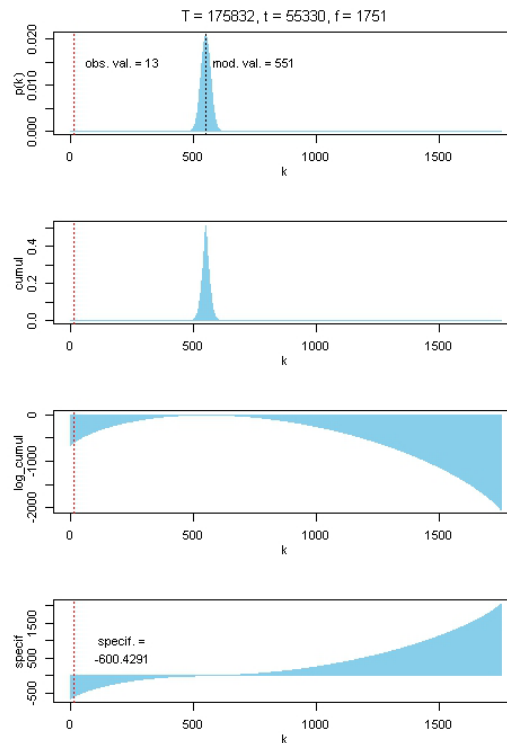 T = 175832, t = 55330, f = 1751
p(k)
0.000 0.010 0.020
obs. val. = 13
mod. val. = 551
0 500 1000 1500
k
cumul
0.0 0.2 0.4
0 500 1000 1500
k
log_cumul
-2000 -1000 0
0 500 1000 1500
k
specif
-500 500 1500
specif. =
-600.4291
0 500 1000 1500
k